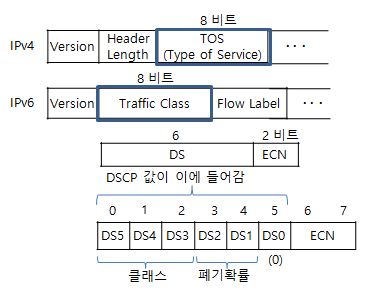 8 비트
IPv4 Version Header Length TOS (Type of Service) ···
8 비트
IPv6 Version Traffic Class Flow Label ···
6 2 비트
DS ECN
DSCP 값이 이에 들어감
0 1 2 3 4 5 6 7
DS5 DS4 DS3 DS2 DS1 DS0 ECN
(0)
클래스 폐기확률